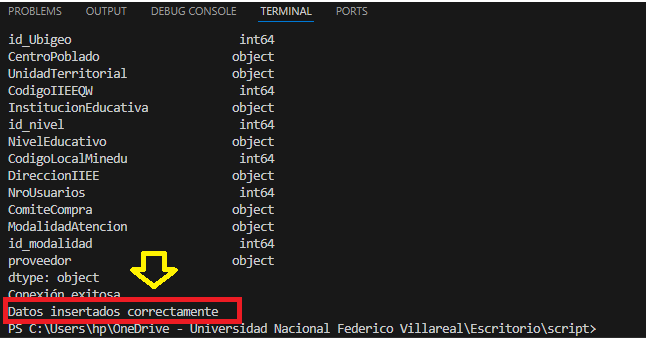 PROBLEMS OUTPUT DEBUG CONSOLE TERMINAL PORTS
id_Ubigeo int64
CentroPoblado object
UnidadTerritorial object
CodigoIIEEQW int64
InstitucionEducativa object
id_nivel int64
NivelEducativo object
CodigoLocalMinedu int64
DireccionIIEE object
NroUsuarios int64
ComiteCompra object
ModalidadAtencion object
id_modalidad int64
proveedor object
dtype: object
Conexión exitosa
Datos insertados correctamente
PS C:\Users\hp\OneDrive - Universidad Nacional Federico Villareal\Escritorio\script>